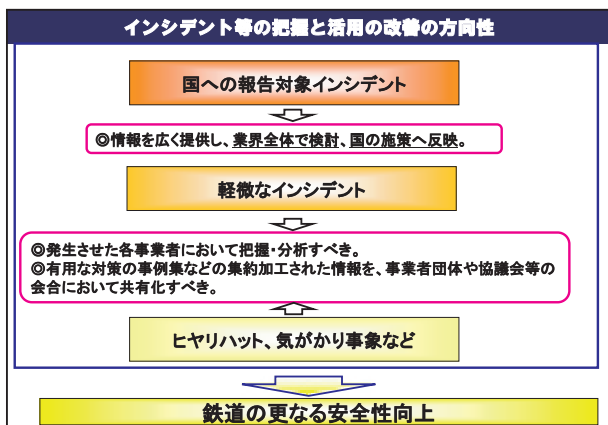 インシデント等の把握と活用の改善の方向性
国への報告対象インシデント
◎情報を広く提供し、業界全体で検討、国の施策へ反映。
軽微なインシデント
◎発生させた各事業者において把握・分析すべき。
◎有用な対策の事例集などの集約加工された情報を、事業者団体や協議会等の
会合において共有化すべき。
ヒヤリハット、気がかり事象など
鉄道の更なる安全性向上